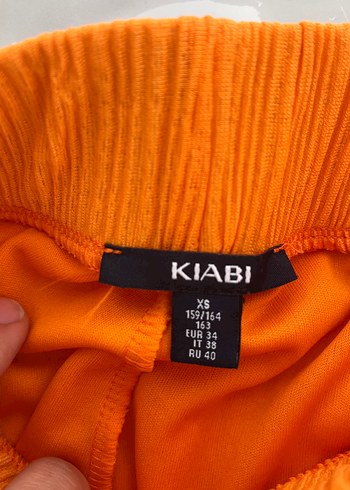 KIABI
XS
159/164
163
EUR 34
IT 38
RU 40